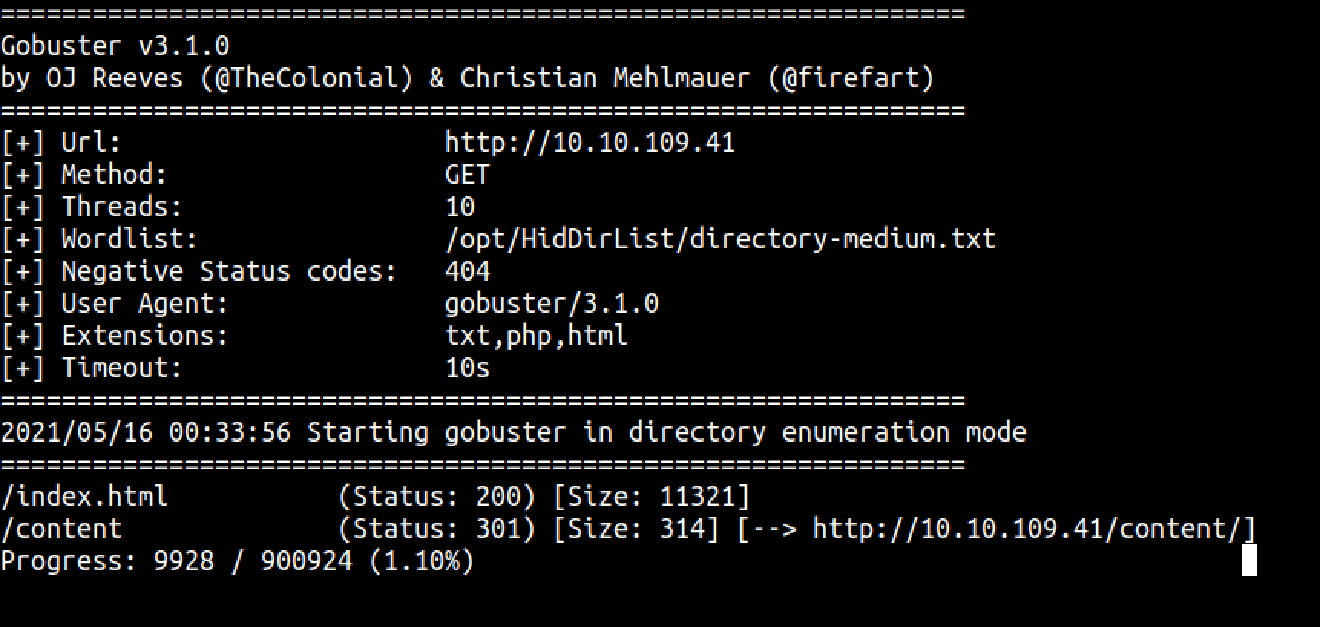 ===============================================================
Gobuster v3.1.0
by OJ Reeves (@TheColonial) & Christian Mehlmauer (@firefart)
===============================================================
[+] Url:                     http://10.10.109.41
[+] Method:                  GET
[+] Threads:                 10
[+] Wordlist:                /opt/HidDirList/directory-medium.txt
[+] Negative Status codes:   404
[+] User Agent:              gobuster/3.1.0
[+] Extensions:              txt,php,html
[+] Timeout:                 10s
===============================================================
2021/05/16 00:33:56 Starting gobuster in directory enumeration mode
===============================================================
/index.html           (Status: 200) [Size: 11321]
/content              (Status: 301) [Size: 314] [--> http://10.10.109.41/content/]
Progress: 9928 / 900924 (1.10%)